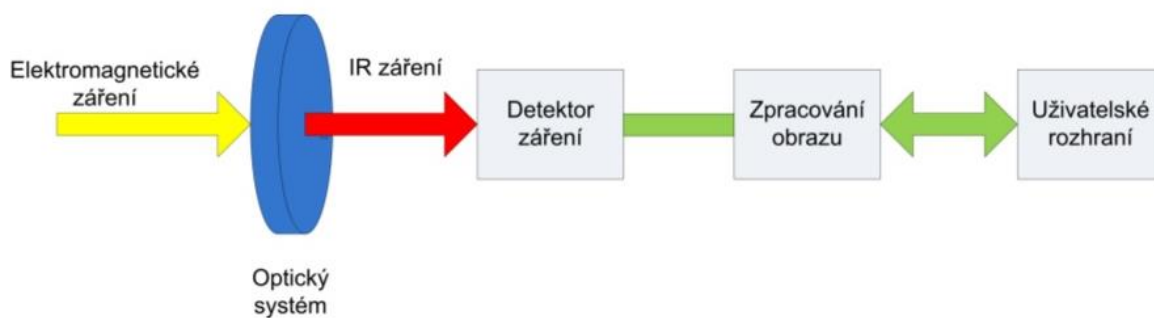 Elektromagnetické
záření
IR záření
Detektor
záření
Zpracování
obrazu
Uživatelské
rozhraní
Optický
systém